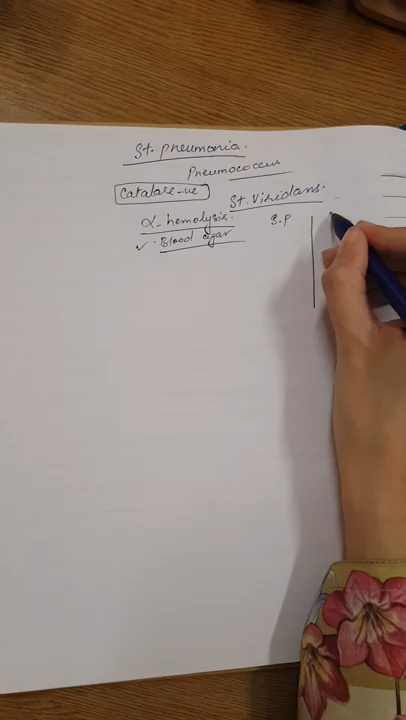 St. pneumonia.
Pneumococcus
Catalase -ve
St. Viridans.
α- hemolysis.
✓ · Blood agar
S.P